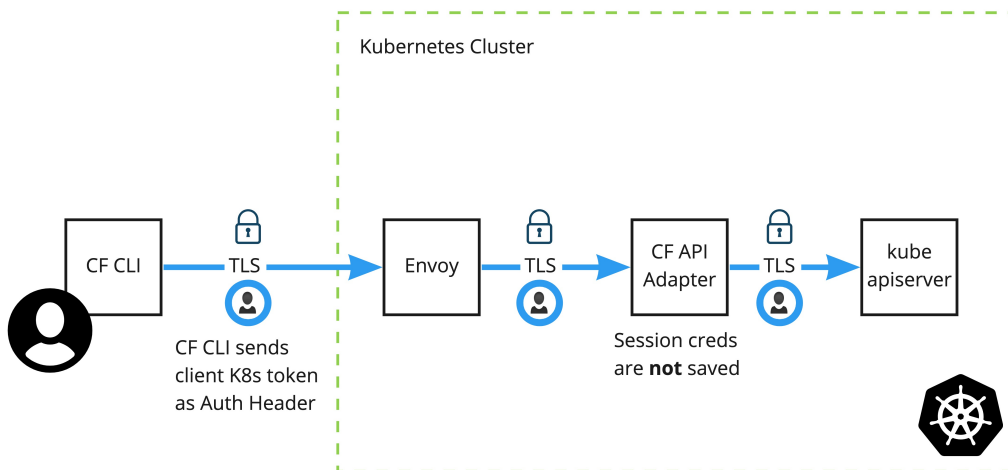 Kubernetes Cluster
CF CLI
TLS
Envoy
TLS
CF API
Adapter
TLS
kube
apiserver
CF CLI sends
client K8s token
as Auth Header
Session creds
are not saved